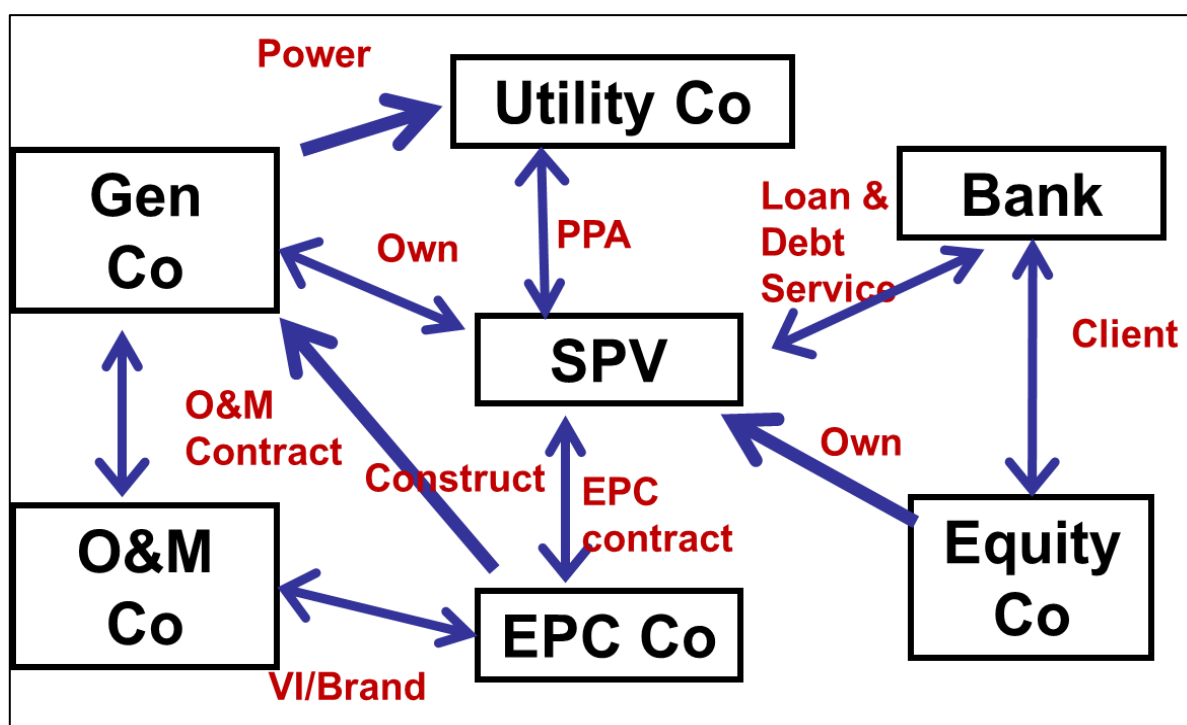 Power
Utility Co
Gen
Co
Own
PPA
Loan &
Debt
Service
Bank
SPV
Client
O&M
Contract
Construct
EPC
contract
Own
O&M
Co
EPC Co
Equity
Co
VI/Brand